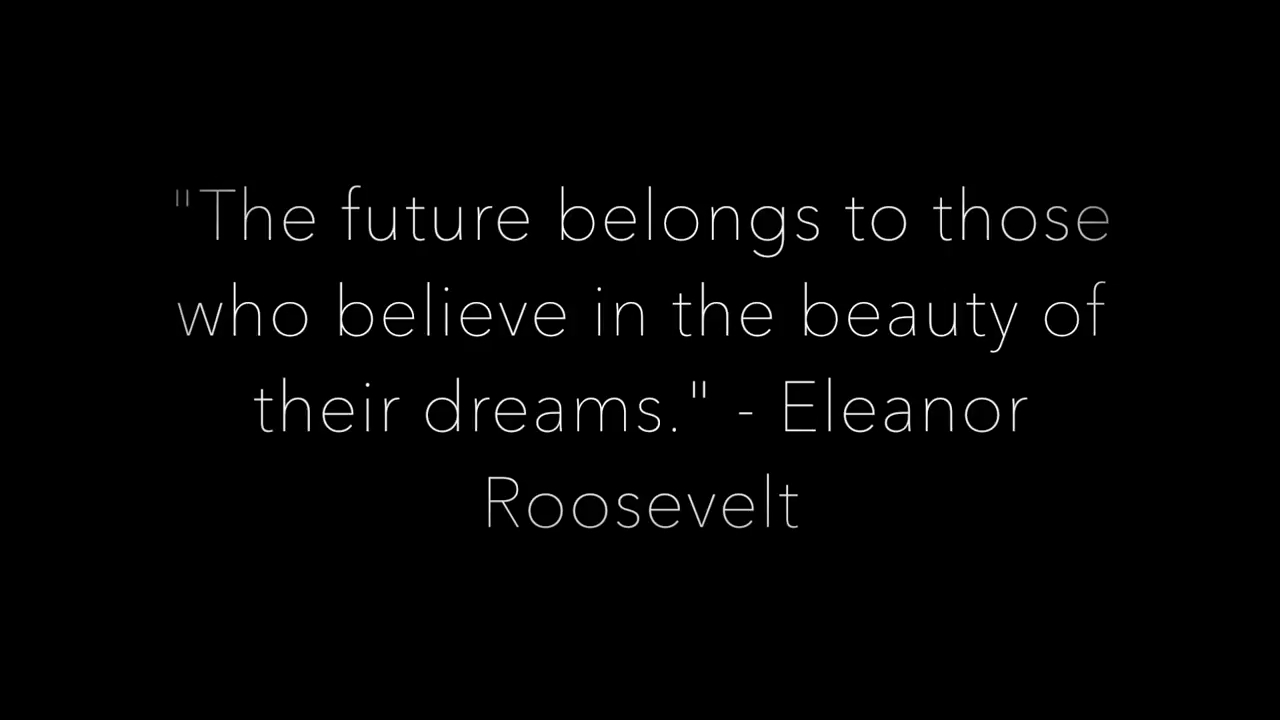 "The future belongs to those
who believe in the beauty of
their dreams." - Eleanor
Roosevelt